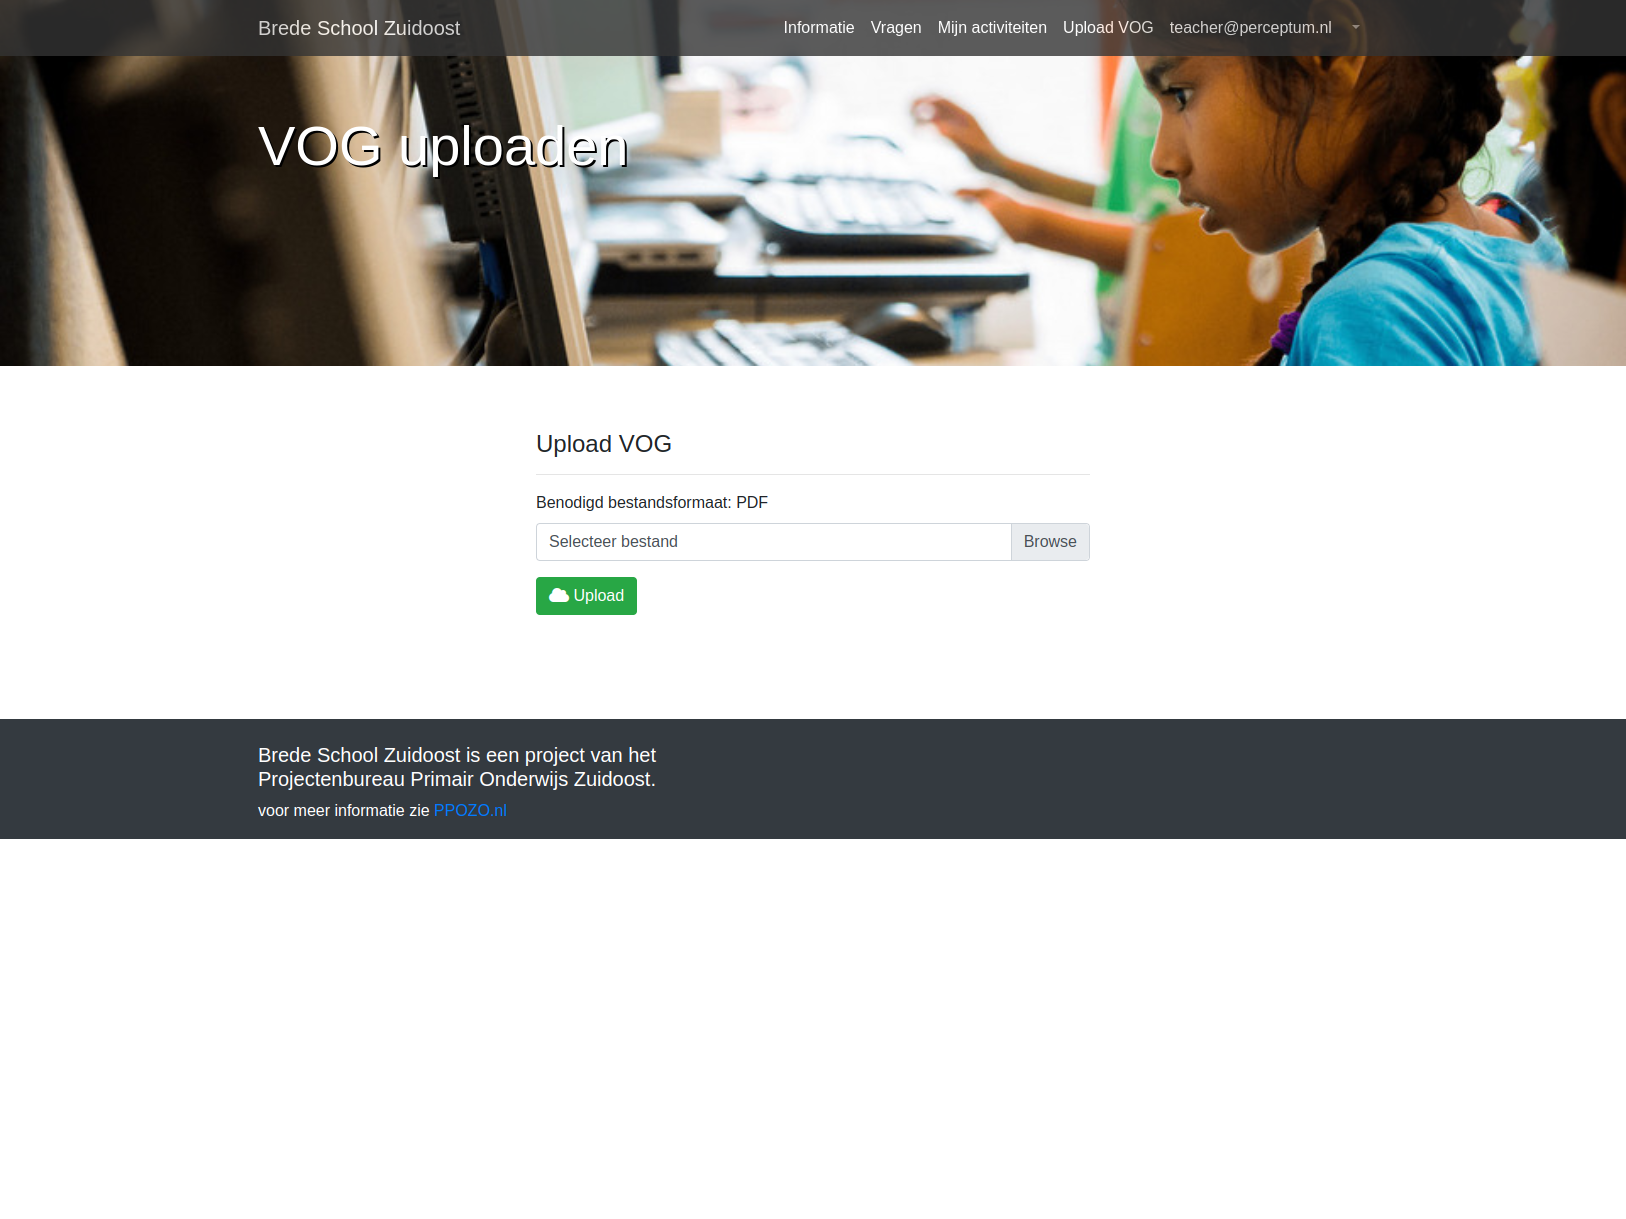 Brede School Zuidoost
Informatie
Vragen
Mijn activiteiten
Upload VOG
teacher@perceptum.nl
VOG uploaden
Upload VOG
Benodigd bestandsformaat: PDF
Selecteer bestand
Browse
Upload
Brede School Zuidoost is een project van het
Projectenbureau Primair Onderwijs Zuidoost.
voor meer informatie zie PPOZO.nl